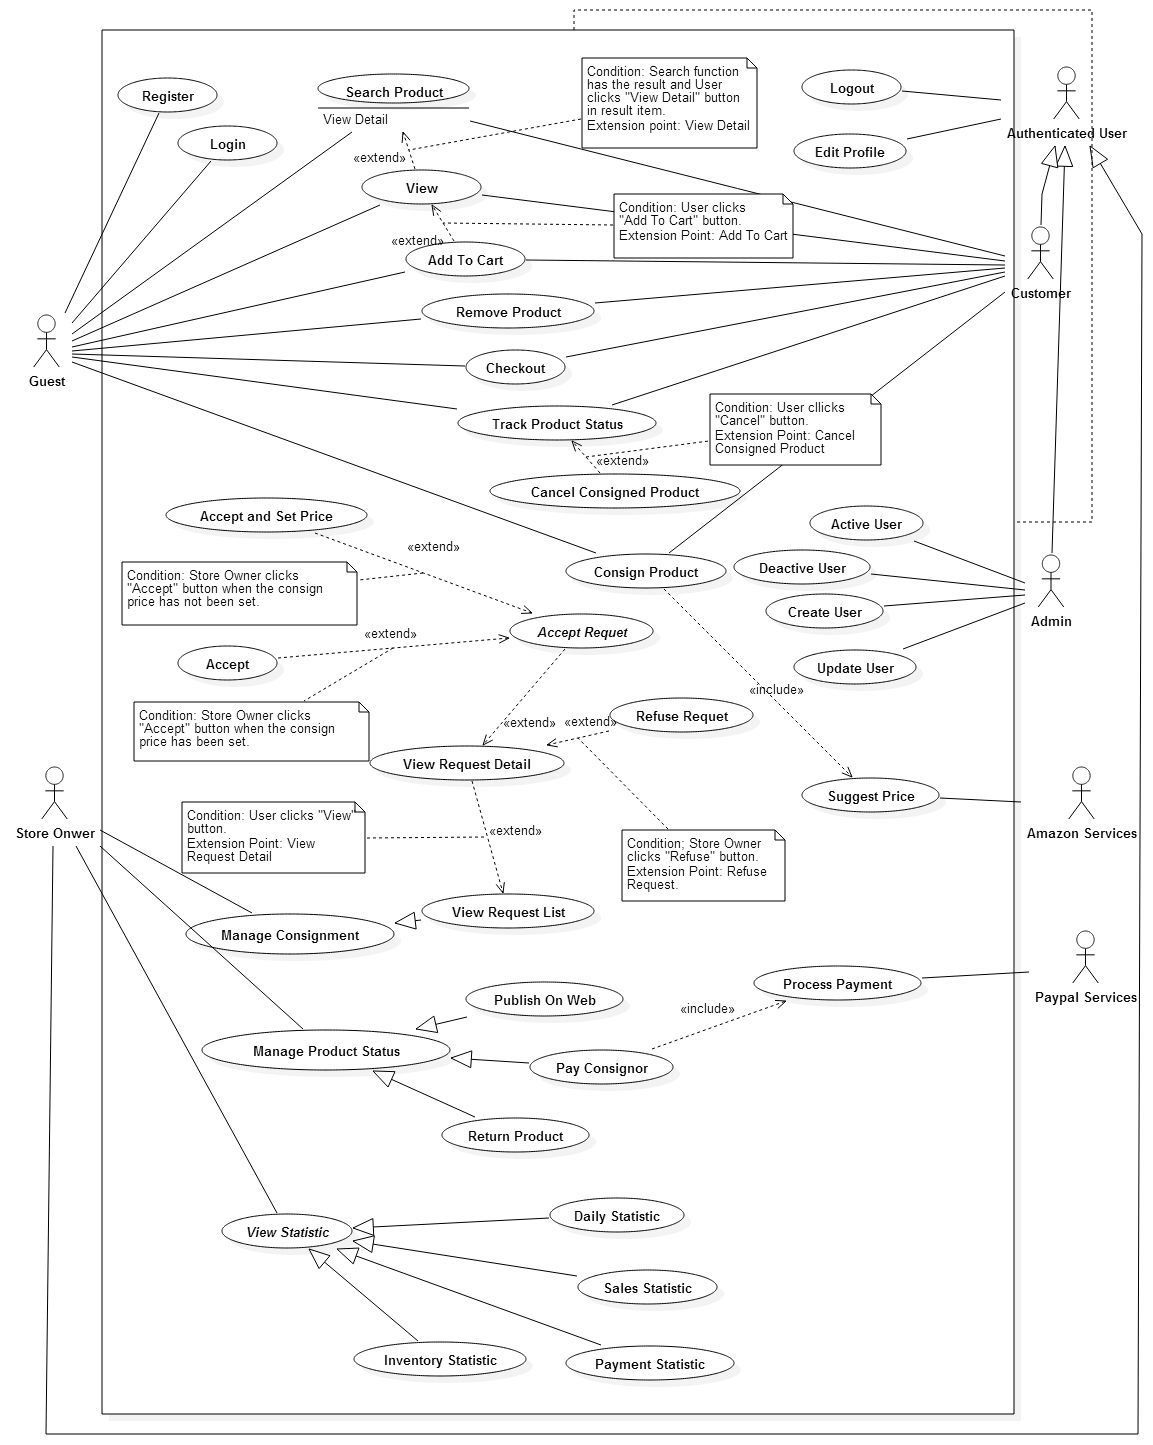 Register
Search Product
View Detail
Login
Condition: Search function
has the result and User
clicks "View Detail" button
in result item.
Extension point: View Detail
Logout
Authenticated User
Edit Profile
«extend»
View
Condition: User clicks
"Add To Cart" button.
Extension Point: Add To Cart
«extend»
Add To Cart
Customer
Remove Product
Guest
Checkout
Track Product Status
Condition: User cllicks
"Cancel" button.
Extension Point: Cancel
Consigned Product
«extend»
Cancel Consigned Product
Accept and Set Price
Active User
«extend»
Consign Product
Deactive User
Condition: Store Owner clicks
"Accept" button when the consign
price has not been set.
Create User
Admin
Accept Requet
«extend»
Accept
Update User
«include»
Condition: Store Owner clicks
"Accept" button when the consign
price has been set.
«extend»
«extend»
Refuse Requet
View Request Detail
Suggest Price
Store Onwer
Amazon Services
Condition: User clicks "View"
button.
Extension Point: View
Request Detail
«extend»
Condition; Store Owner
clicks "Refuse" button.
Extension Point: Refuse
Request.
View Request List
Manage Consignment
Process Payment
Paypal Services
Publish On Web
«include»
Manage Product Status
Pay Consignor
Return Product
Daily Statistic
View Statistic
Sales Statistic
Inventory Statistic
Payment Statistic